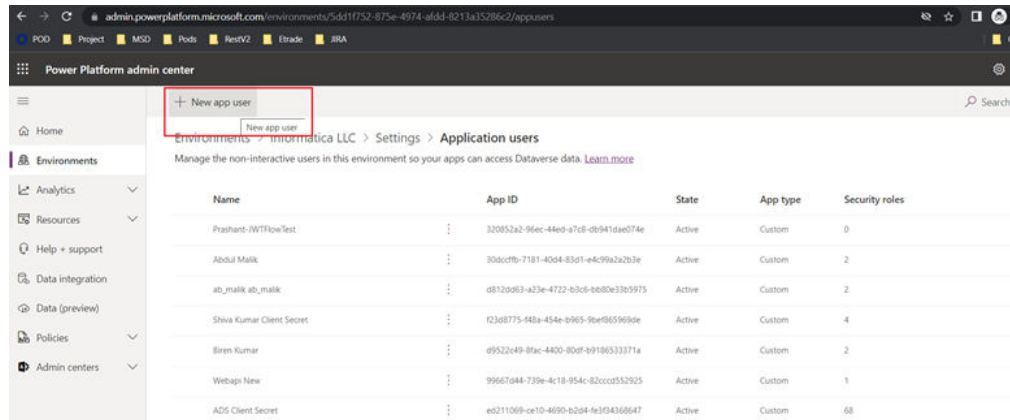 admin.powerplatform.microsoft.com/environments/5dd1f752-875e-4974-afdd-8213a35286c2/appusers
POD Project MSD Pods RestV2 Etrade JIRA
Power Platform admin center
+ New app user
Search
New app user
Environments > Informatica LLC > Settings > Application users
Manage the non-interactive users in this environment so your apps can access Dataverse data. Learn more
Home
Environments
Analytics
Resources
Help + support
Data integration
Data (preview)
Policies
Admin centers
Name App ID State App type Security roles
Prashant-JWTFlowTest 320852a2-96ec-44ed-a7c8-db941dae074e Active Custom 0
Abdul Malik 30dccffb-7181-40d4-83d1-e4c99a2a2b3e Active Custom 2
ab_malik ab_malik d812dd63-a23e-4722-b3c6-bb80e33b5975 Active Custom 2
Shiva Kumar Client Secret f23d8775-f48a-454e-b965-9bef865969de Active Custom 4
Biren Kumar d9522c49-8fac-4400-80df-b9186533371a Active Custom 2
Webapi New 99667d44-739e-4c18-954c-82cccd552925 Active Custom 1
ADS Client Secret ed211069-ce10-4690-b2d4-fe3f34368647 Active Custom 68